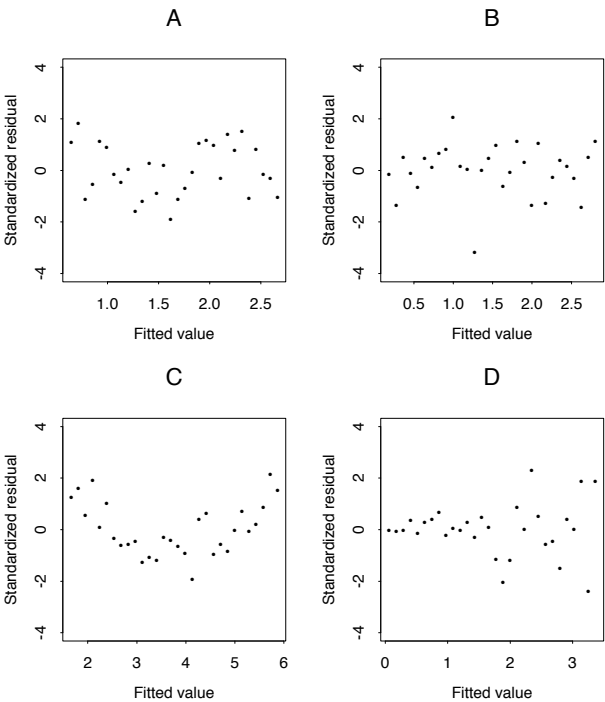 A
Standardized residual
4
2
0
-2
-4
1.0 1.5 2.0 2.5
Fitted value
B
Standardized residual
4
2
0
-2
-4
0.5 1.0 1.5 2.0 2.5
Fitted value
C
Standardized residual
4
2
0
-2
-4
2 3 4 5 6
Fitted value
D
Standardized residual
4
2
0
-2
-4
0 1 2 3
Fitted value